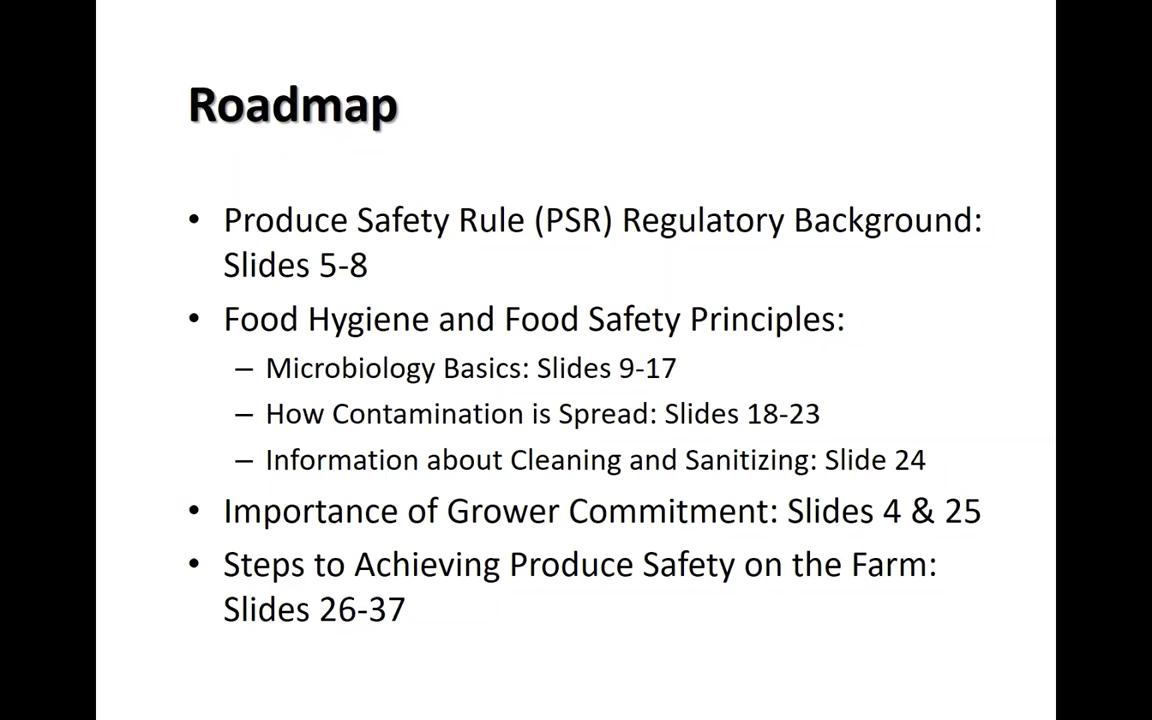 Roadmap
• Produce Safety Rule (PSR) Regulatory Background:
Slides 5-8
• Food Hygiene and Food Safety Principles:
– Microbiology Basics: Slides 9-17
– How Contamination is Spread: Slides 18-23
– Information about Cleaning and Sanitizing: Slide 24
• Importance of Grower Commitment: Slides 4 & 25
• Steps to Achieving Produce Safety on the Farm:
Slides 26-37